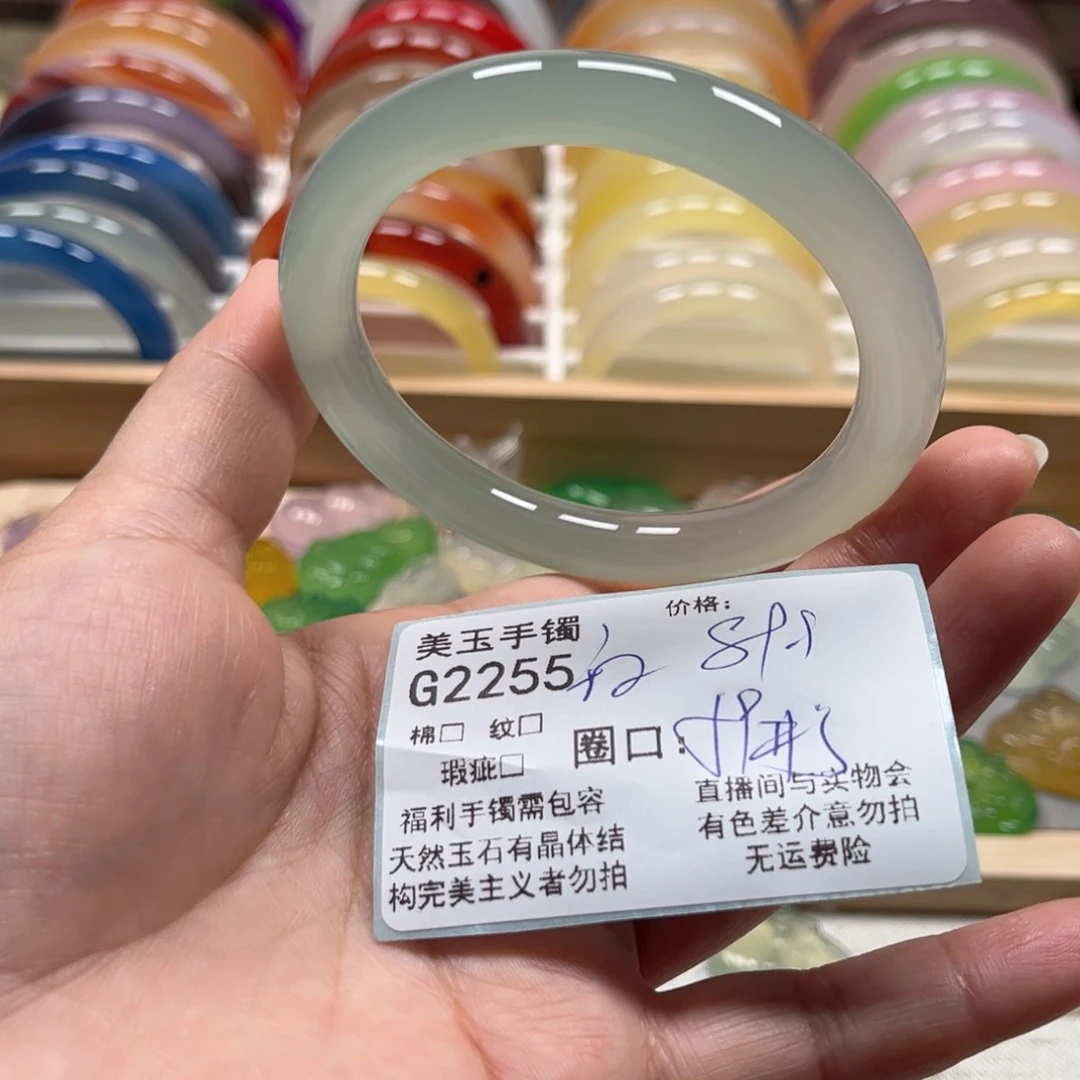 美玉手镯
价格:
G2255
棉□ 纹□
圈口:
瑕疵□
福利手镯需包容
天然玉石有晶体结
构完美主义者勿拍
直播间与实物会
有色差介意勿拍
无运费险